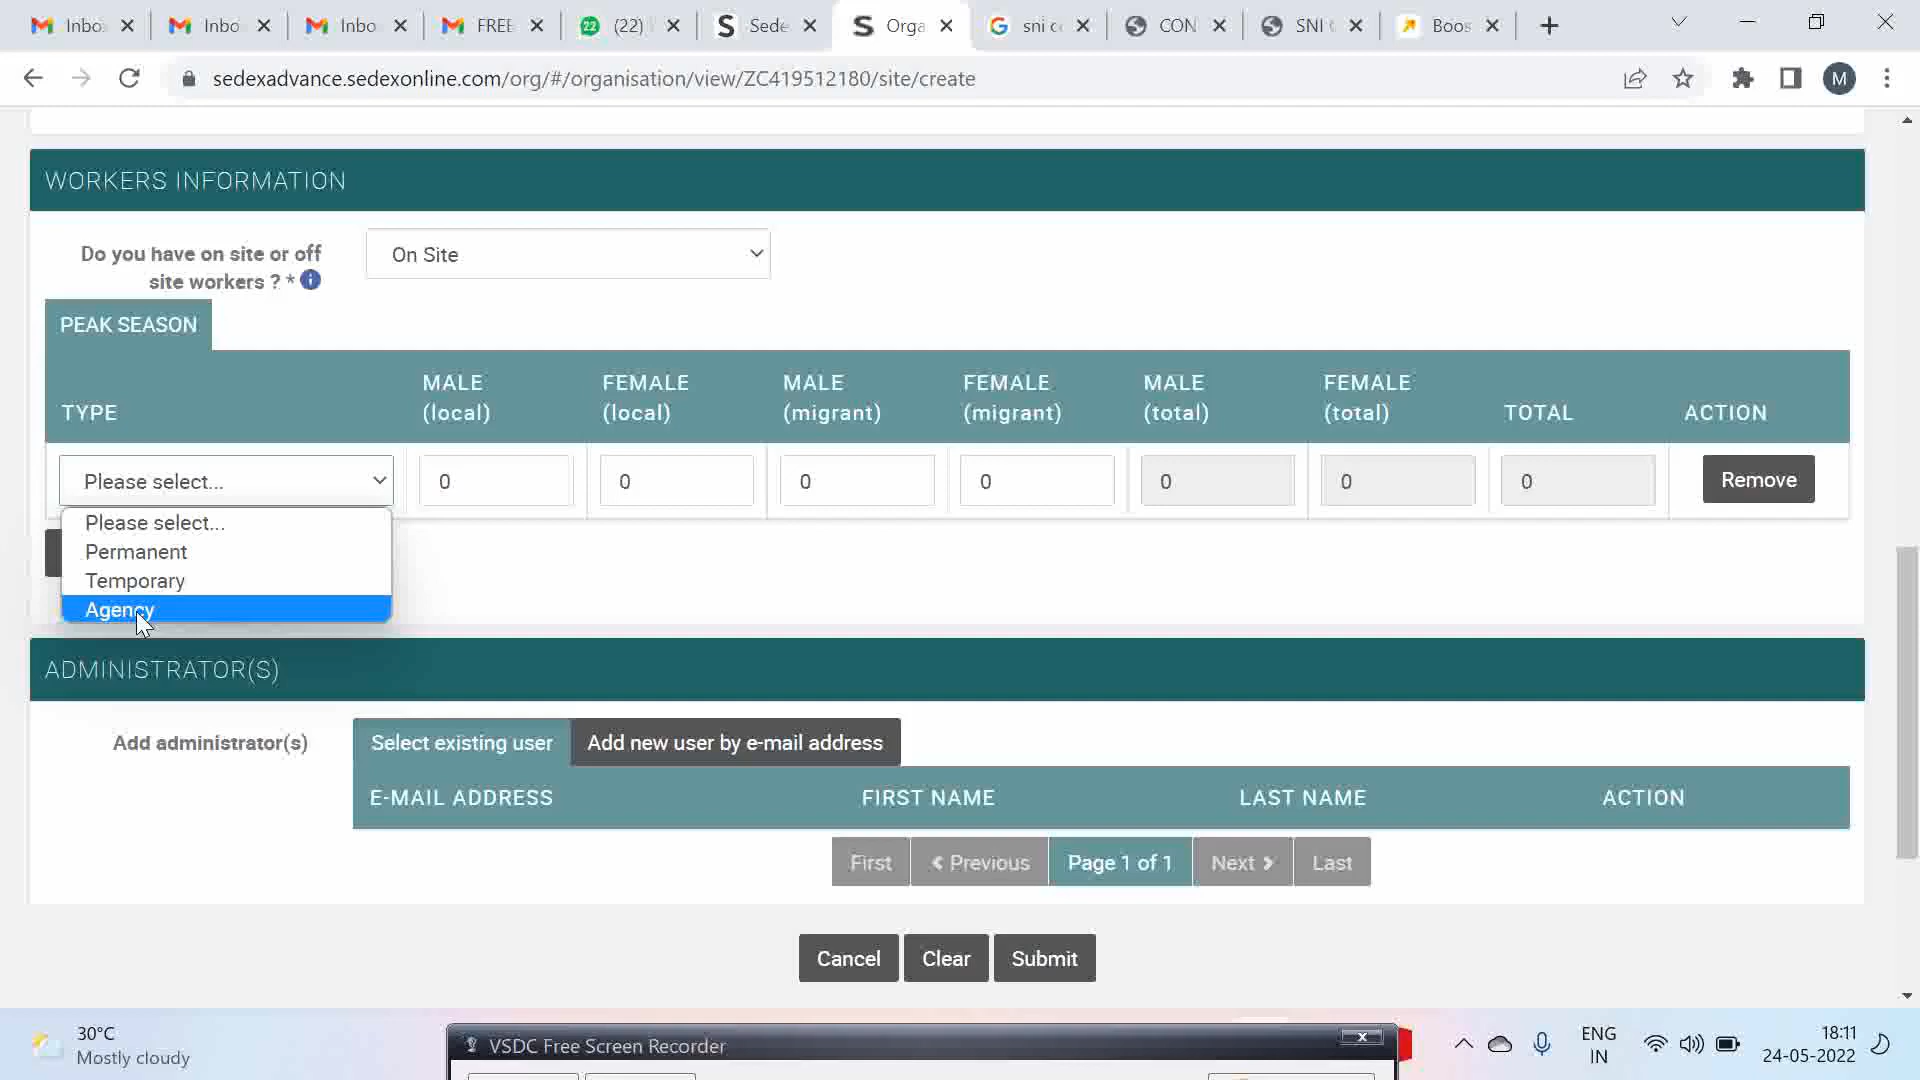 Inbo
Inbo
Inbo
FREE
22
(22)
Sede
Orga
sni c
CON
SNI
Boos
sedexadvance.sedexonline.com/org/#/organisation/view/ZC419512180/site/create
M
WORKERS INFORMATION
Do you have on site or off
site workers ? *
On Site
PEAK SEASON
TYPE
MALE
(local)
FEMALE
(local)
MALE
(migrant)
FEMALE
(migrant)
MALE
(total)
FEMALE
(total)
TOTAL
ACTION
Please select...
0
0
0
0
0
0
0
Remove
Please select...
Permanent
Temporary
Agency
ADMINISTRATOR(S)
Add administrator(s)
Select existing user
Add new user by e-mail address
E-MAIL ADDRESS
FIRST NAME
LAST NAME
ACTION
First
Previous
Page 1 of 1
Next
Last
Cancel
Clear
Submit
30°C
Mostly cloudy
VSDC Free Screen Recorder
ENG
IN
18:11
24-05-2022